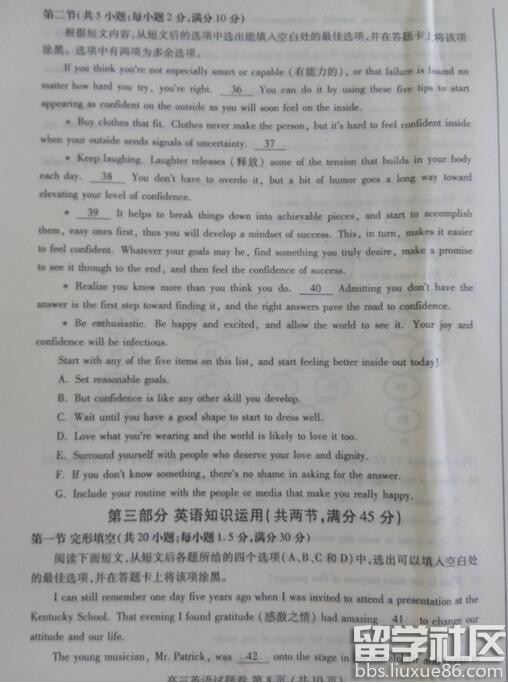 第二节(共5小题;每小题2分,满分10分)
根据短文内容,从短文后的选项中选出能填入空白处的最佳选项,并在答题卡上将该项
涂黑。选项中有两项为多余选项。
If you think you're not especially smart or capable (有能力的), or that failure is bound no
matter how hard you try, you're right. 36 You can do it by using these five tips to start
appearing as confident on the outside as you will soon feel on the inside.
* Buy clothes that fit. Clothes never make the person, but it's hard to feel confident inside
when your outside sends signals of uncertainty. 37
* Keep laughing. Laughter releases (释放) some of the tension that builds in your body
each day. 38 You don't have to overdo it, but a bit of humor goes a long way toward
elevating your level of confidence.
* 39 It helps to break things down into achievable pieces, and start to accomplish
them, easy ones first, thus you will develop a mindset of success. This, in turn, makes it easier
to feel confident. Whatever your goals may be, find something you truly desire, make a promise
to see it through to the end, and then feel the confidence of success.
* Realize you know more than you think you do. 40 Admitting you don't have the
answer is the first step toward finding it, and the right answers pave the road to confidence.
* Be enthusiastic. Be happy and excited, and allow the world to see it. Your joy and
confidence will be infectious.
Start with any of the five items on this list, and start feeling better inside out today!
A. Set reasonable goals.
B. But confidence is like any other skill you develop.
C. Wait until you have a good shape to start to dress well.
D. Love what you're wearing and the world is likely to love it too.
E. Surround yourself with people who deserve your love and dignity.
F. If you don't know something, there's no shame in asking for the answer.
G. Include your routine with the people or media that make you really happy.
第三部分 英语知识运用(共两节,满分45分)
第一节 完形填空(共20小题;每小题1.5分,满分30分)
阅读下面短文,从短文后各题所给的四个选项(A、B、C和D)中,选出可以填入空白处
的最佳选项,并在答题卡上将该项涂黑。
I can still remember one day five years ago when I was invited to attend a presentation at the
Kentucky School. That evening I found gratitude (感激之情) had amazing 41 to change our
attitude and our life.
The young musician, Mr. Patrick, was 42 onto the stage in
高三英语试题卷 第8页(共10页)
留学社区
bbs.liuxue86.com